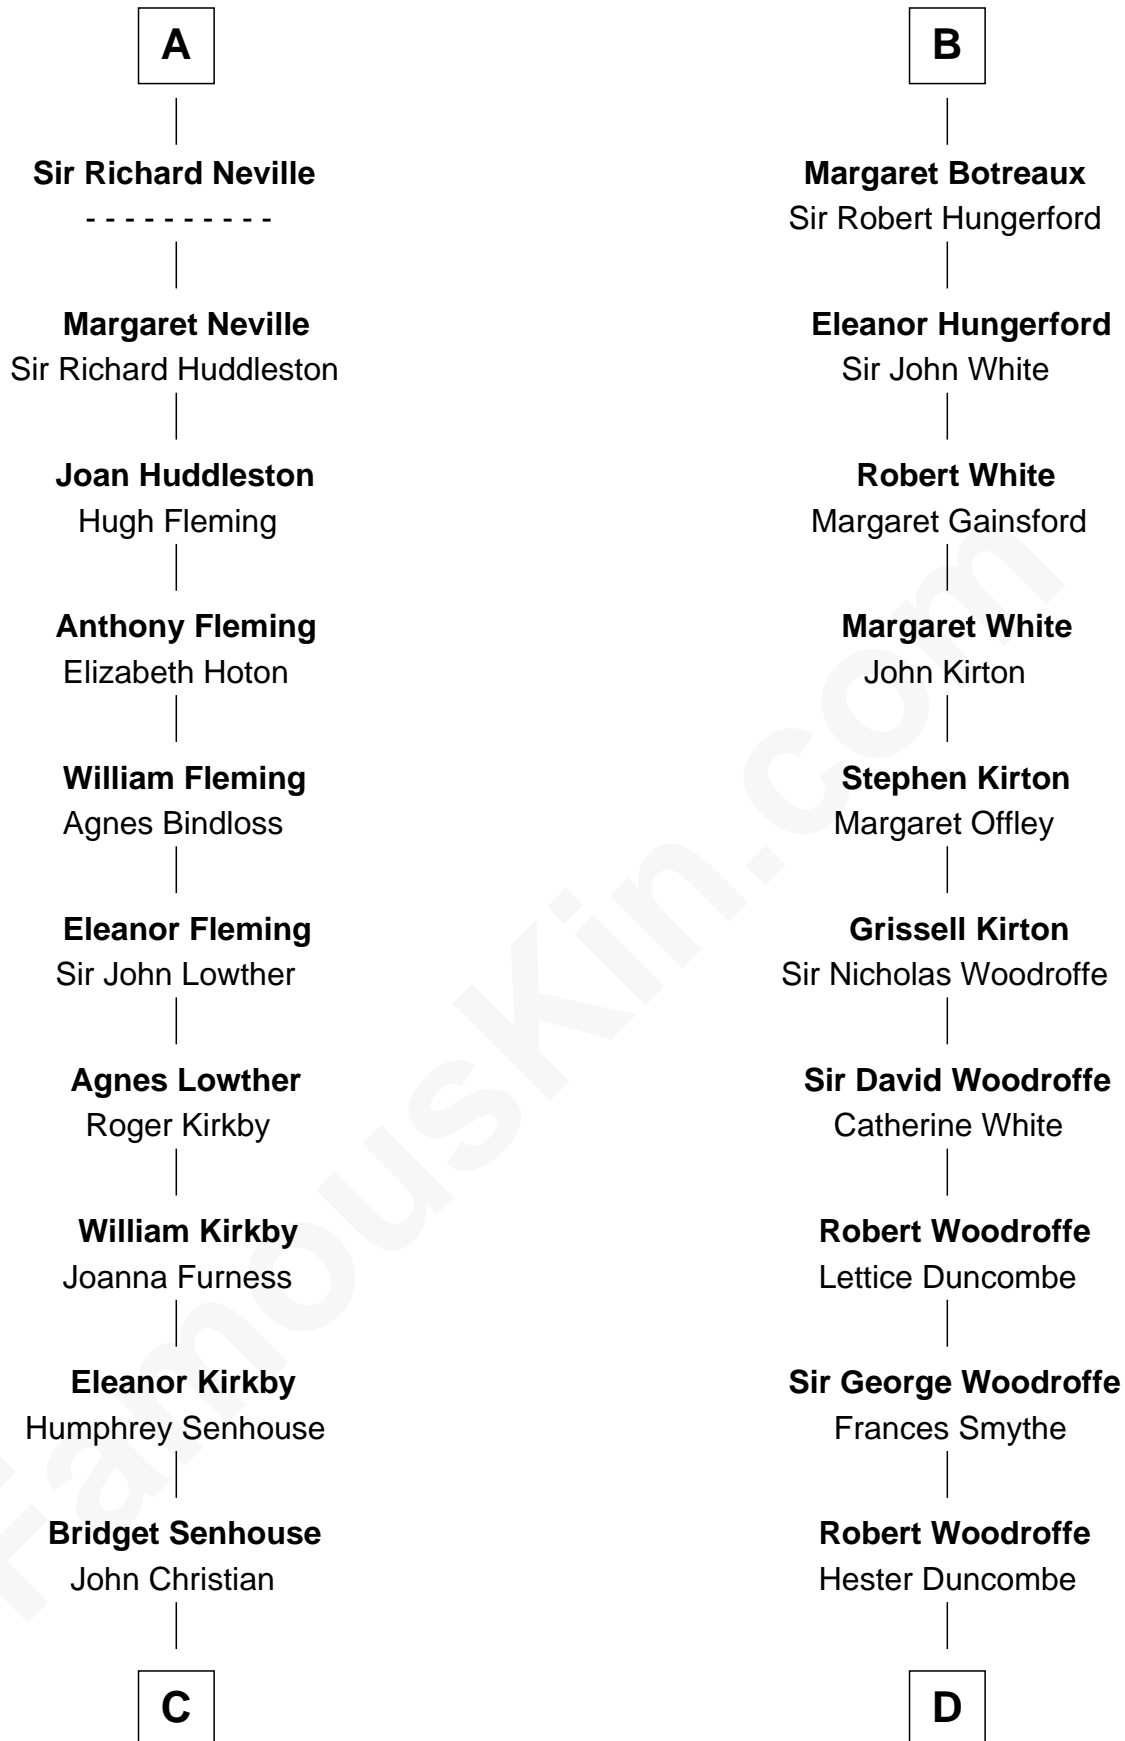 A
Sir Richard Neville
- - - - - - - - - -
Margaret Neville
Sir Richard Huddleston
Joan Huddleston
Hugh Fleming
Anthony Fleming
Elizabeth Hoton
William Fleming
Agnes Bindloss
Eleanor Fleming
Sir John Lowther
Agnes Lowther
Roger Kirkby
William Kirkby
Joanna Furness
Eleanor Kirkby
Humphrey Senhouse
Bridget Senhouse
John Christian
C
B
Margaret Botreaux
Sir Robert Hungerford
Eleanor Hungerford
Sir John White
Robert White
Margaret Gainsford
Margaret White
John Kirton
Stephen Kirton
Margaret Offley
Grissell Kirton
Sir Nicholas Woodroffe
Sir David Woodroffe
Catherine White
Robert Woodroffe
Lettice Duncombe
Sir George Woodroffe
Frances Smythe
Robert Woodroffe
Hester Duncombe
D
FamousKin.com